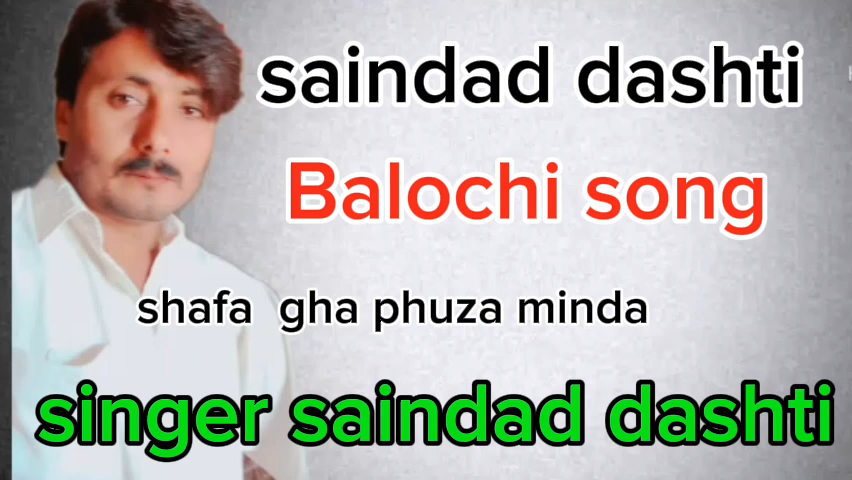 saindad dashti
Balochi song
shafa gha phuza minda
singer saindad dashti